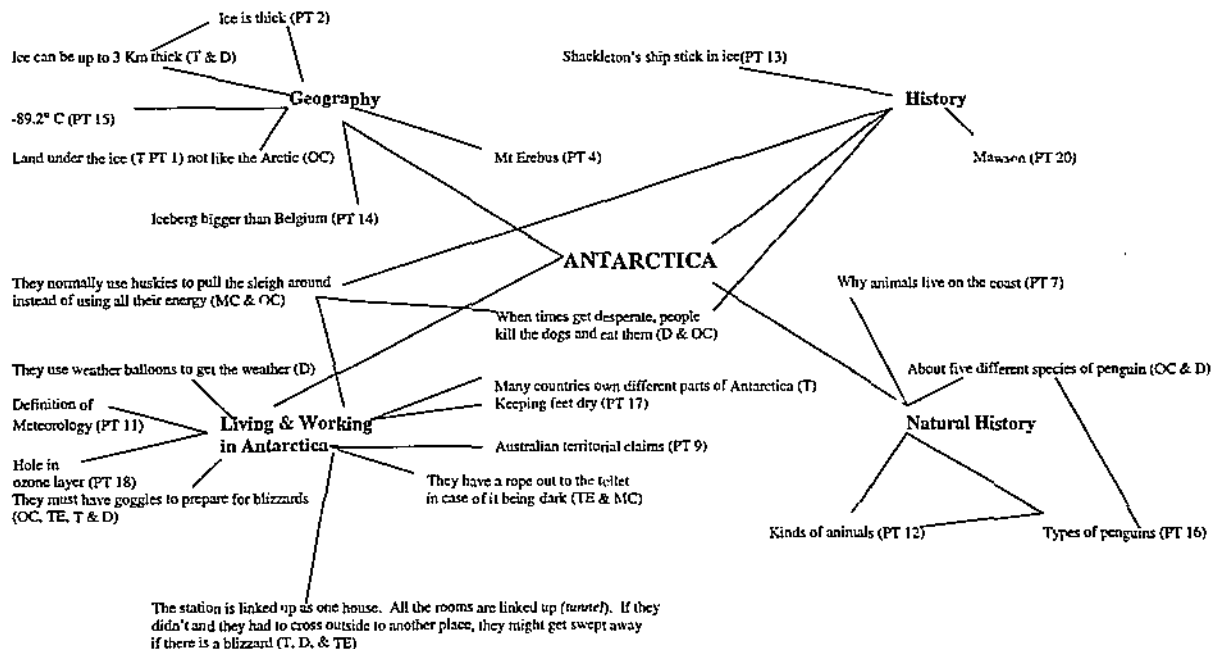 Ice is thick (PT 2)
Ice can be up to 3 Km thick (T & D)
Shackleton's ship stick in ice(PT 13)
Geography
History
-89.2° C (PT 15)
Land under the ice (T PT 1) not like the Arctic (OC)
Mt Erebus (PT 4)
Mawson (PT 20)
Iceberg bigger than Belgium (PT 14)
ANTARCTICA
They normally use huskies to pull the sleigh around
instead of using all their energy (MC & OC)
Why animals live on the coast (PT 7)
When times get desperate, people
kill the dogs and eat them (D & OC)
They use weather balloons to get the weather (D)
About five different species of penguin (OC & D)
Many countries own different parts of Antarctica (T)
Keeping feet dry (PT 17)
Definition of
Meteorology (PT 11)
Living & Working
in Antarctica
Natural History
Australian territorial claims (PT 9)
Hole in
ozone layer (PT 18)
They must have goggles to prepare for blizzards
(OC, TE, T & D)
They have a rope out to the toilet
in case of it being dark (TE & MC)
Kinds of animals (PT 12)
Types of penguins (PT 16)
The station is linked up as one house. All the rooms are linked up (tunnel). If they
didn't and they had to cross outside to another place, they might get swept away
if there is a blizzard (T, D, & TE)